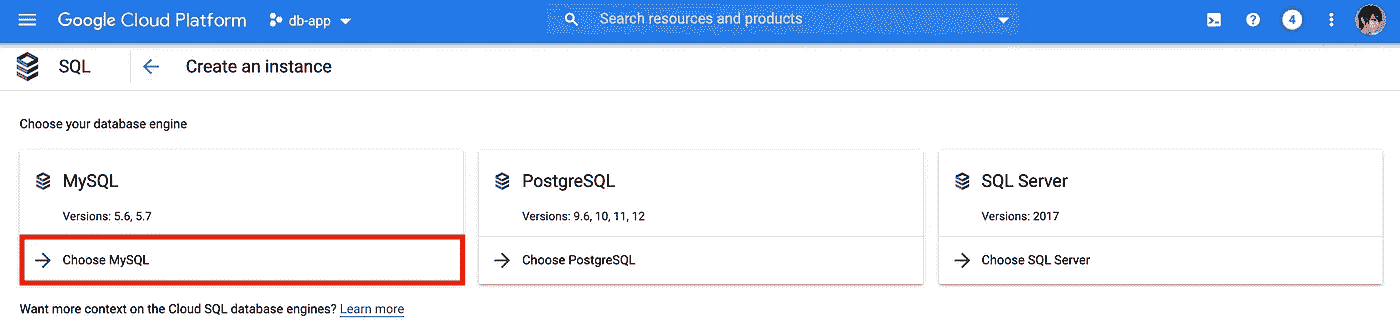 Google Cloud Platform db-app Search resources and products 4
SQL Create an instance
Choose your database engine
MySQL
Versions: 5.6, 5.7
Choose MySQL
PostgreSQL
Versions: 9.6, 10, 11, 12
Choose PostgreSQL
SQL Server
Versions: 2017
Choose SQL Server
Want more context on the Cloud SQL database engines? Learn more